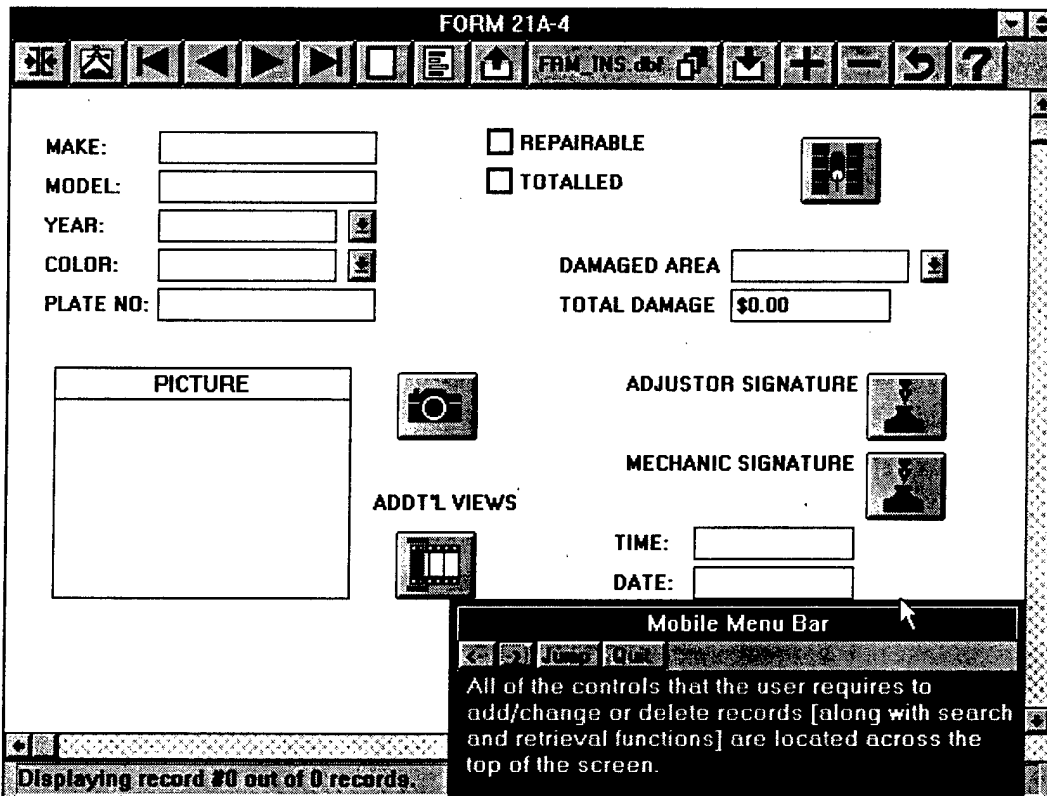 FORM 21A-4
FRM_INS.dbf
MAKE:
MODEL:
YEAR:
COLOR:
PLATE NO:
REPAIRABLE
TOTALLED
DAMAGED AREA
TOTAL DAMAGE $0.00
PICTURE
ADDT'L VIEWS
ADJUSTOR SIGNATURE
MECHANIC SIGNATURE
TIME:
DATE:
Mobile Menu Bar
<- -> Jump Quit
All of the controls that the user requires to
add/change or delete records [along with search
and retrieval functions] are located across the
top of the screen.
Displaying record #0 out of 0 records.